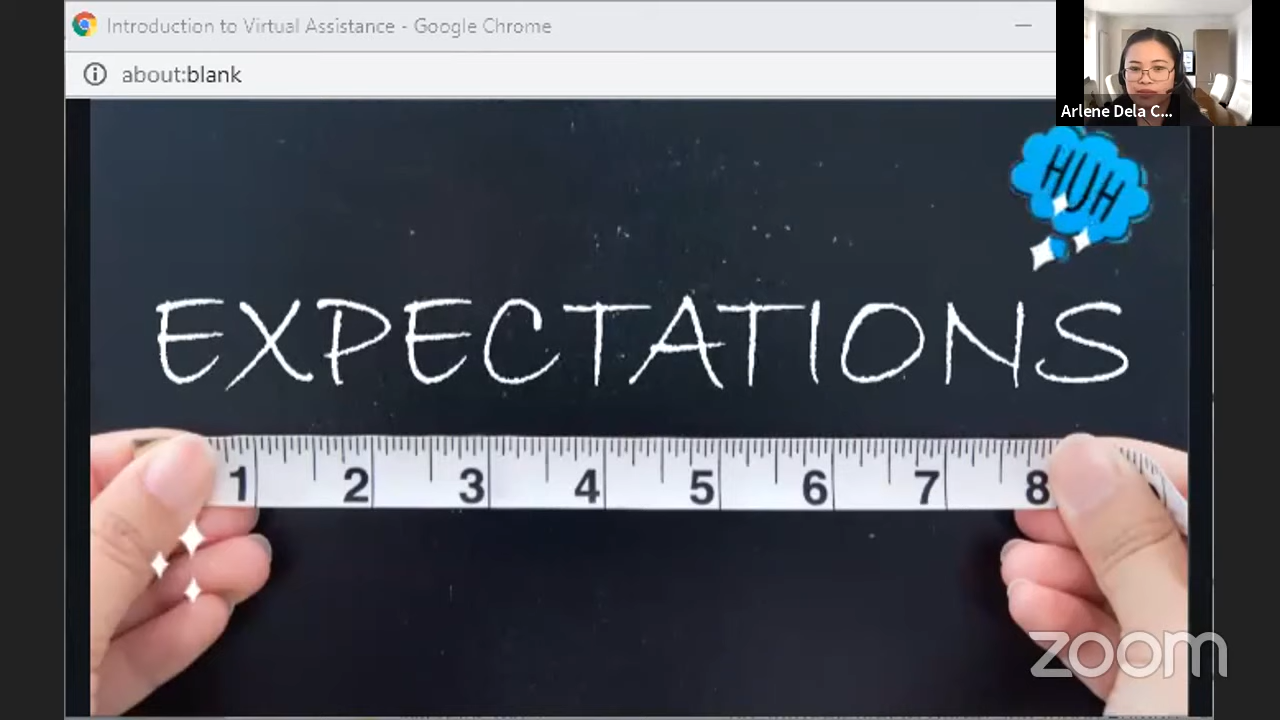 Introduction to Virtual Assistance - Google Chrome
about:blank
Arlene Dela C...
HUH
EXPECTATIONS
1 2 3 4 5 6 7 8
zoom